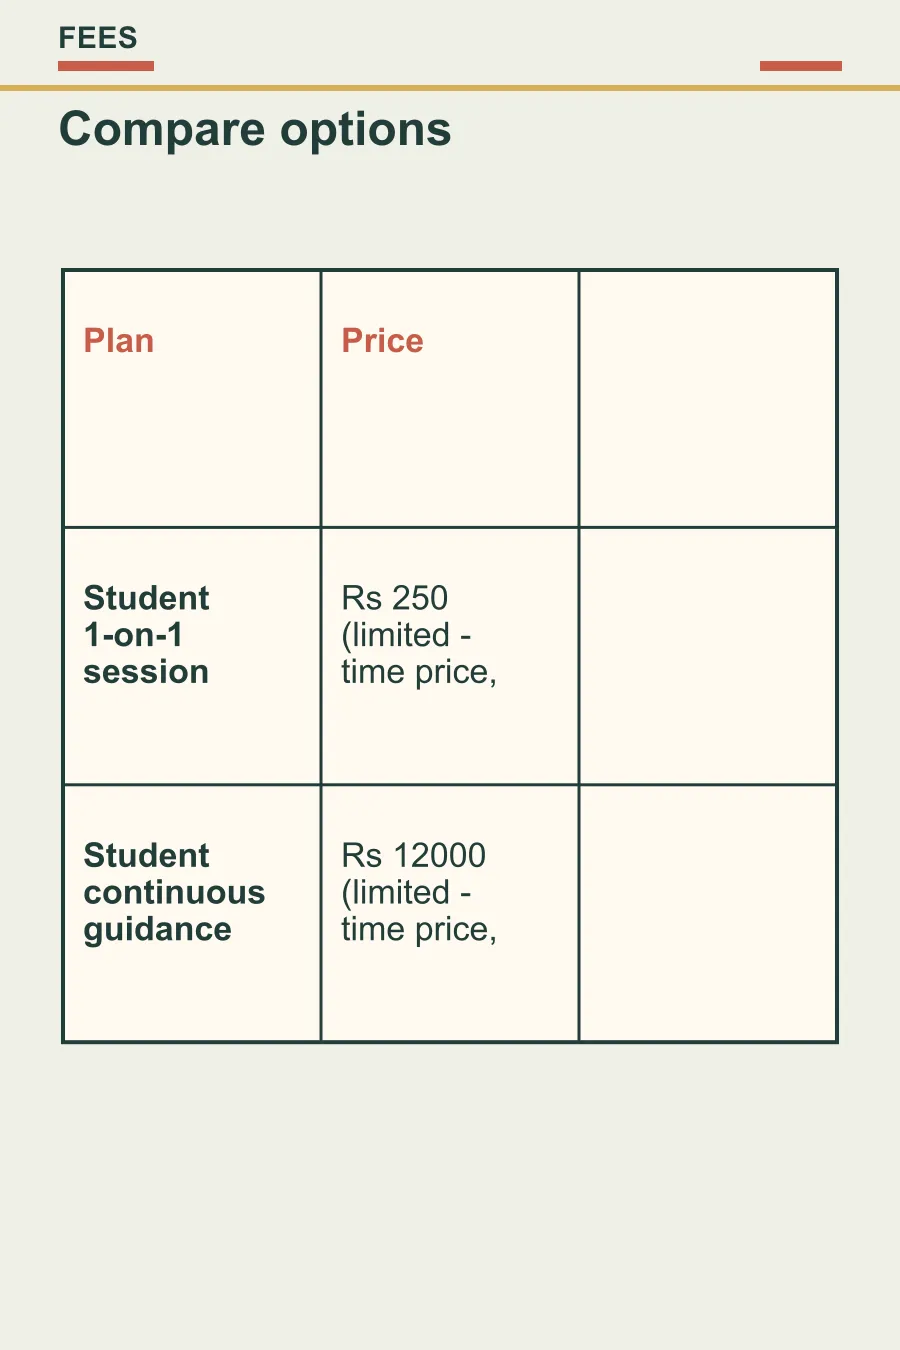 FEES
Compare options
Plan
Price
Student
1-on-1
session
Rs 250
(limited -
time price,
Student
continuous
guidance
Rs 12000
(limited -
time price,